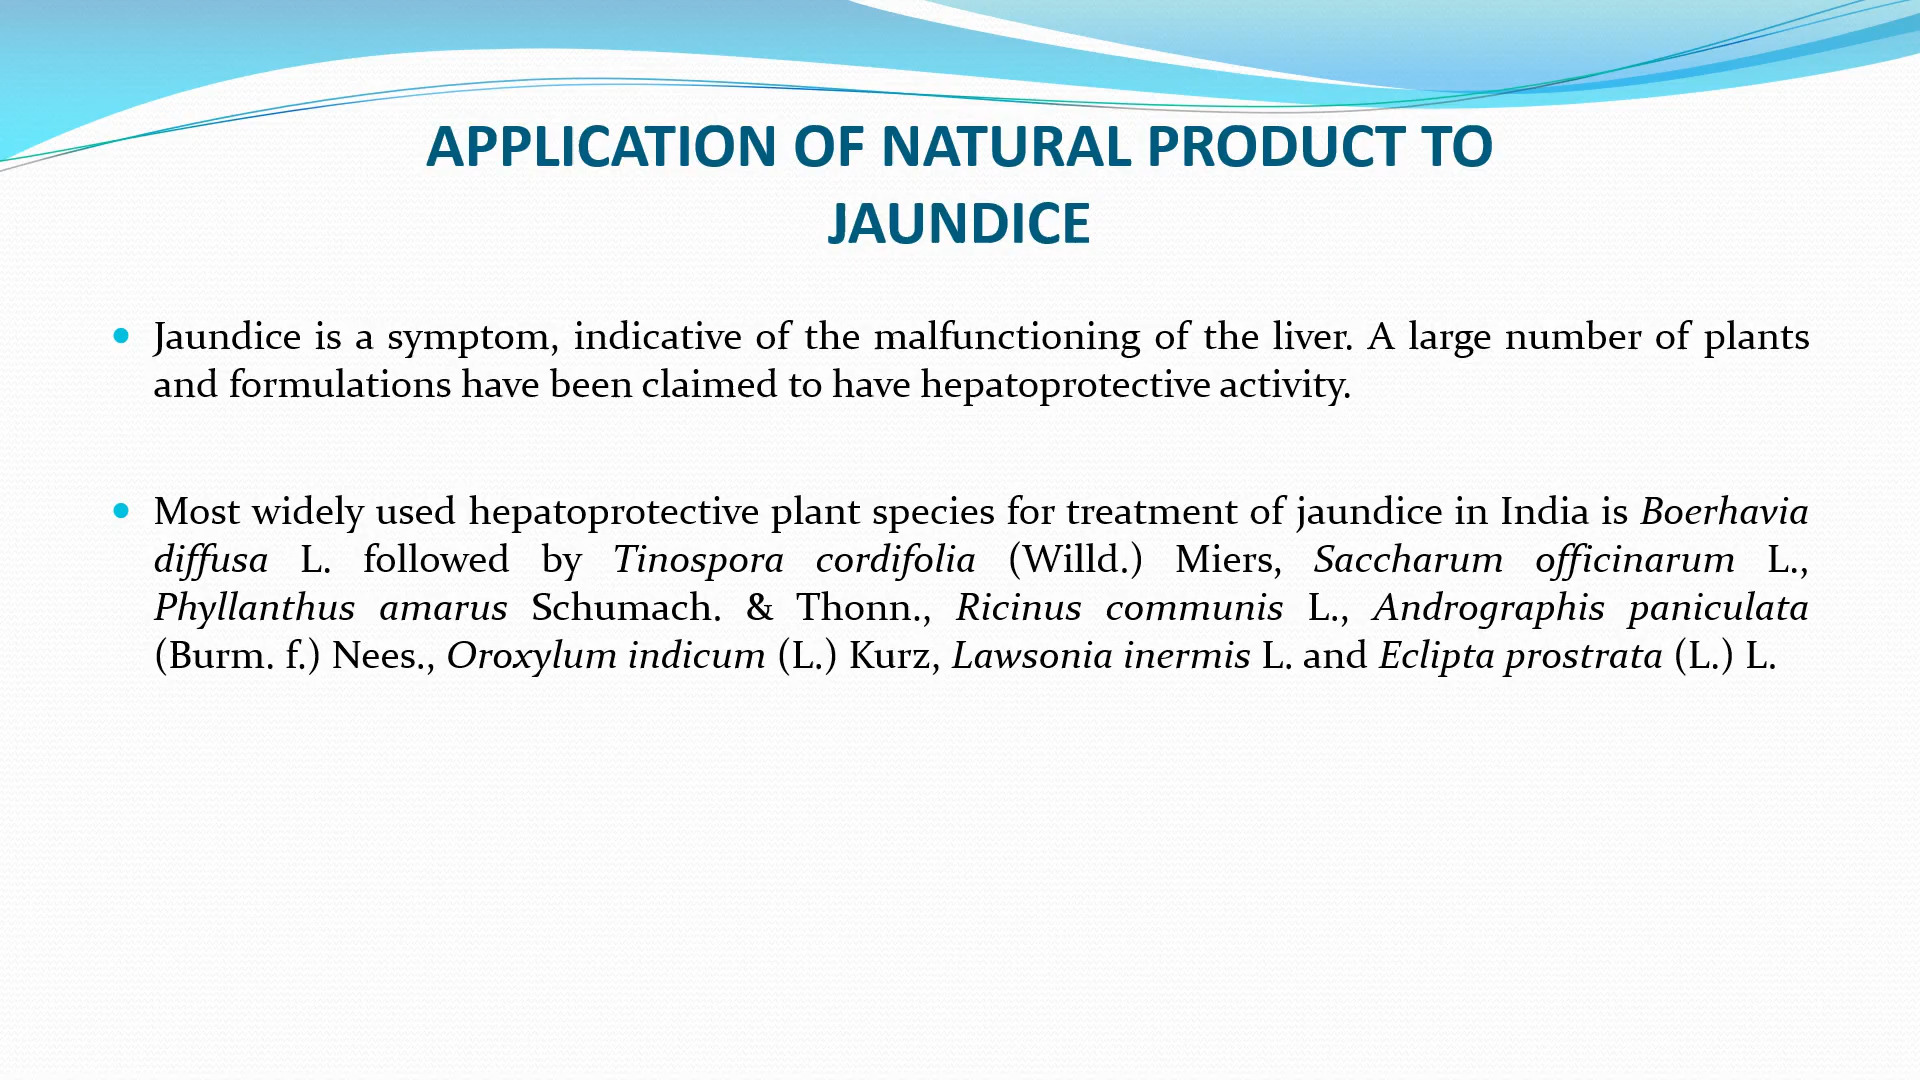 APPLICATION OF NATURAL PRODUCT TO
JAUNDICE
• Jaundice is a symptom, indicative of the malfunctioning of the liver. A large number of plants
and formulations have been claimed to have hepatoprotective activity.
• Most widely used hepatoprotective plant species for treatment of jaundice in India is Boerhavia
diffusa L. followed by Tinospora cordifolia (Willd.) Miers, Saccharum officinarum L.,
Phyllanthus amarus Schumach. & Thonn., Ricinus communis L., Andrographis paniculata
(Burm. f.) Nees., Oroxylum indicum (L.) Kurz, Lawsonia inermis L. and Eclipta prostrata (L.) L.